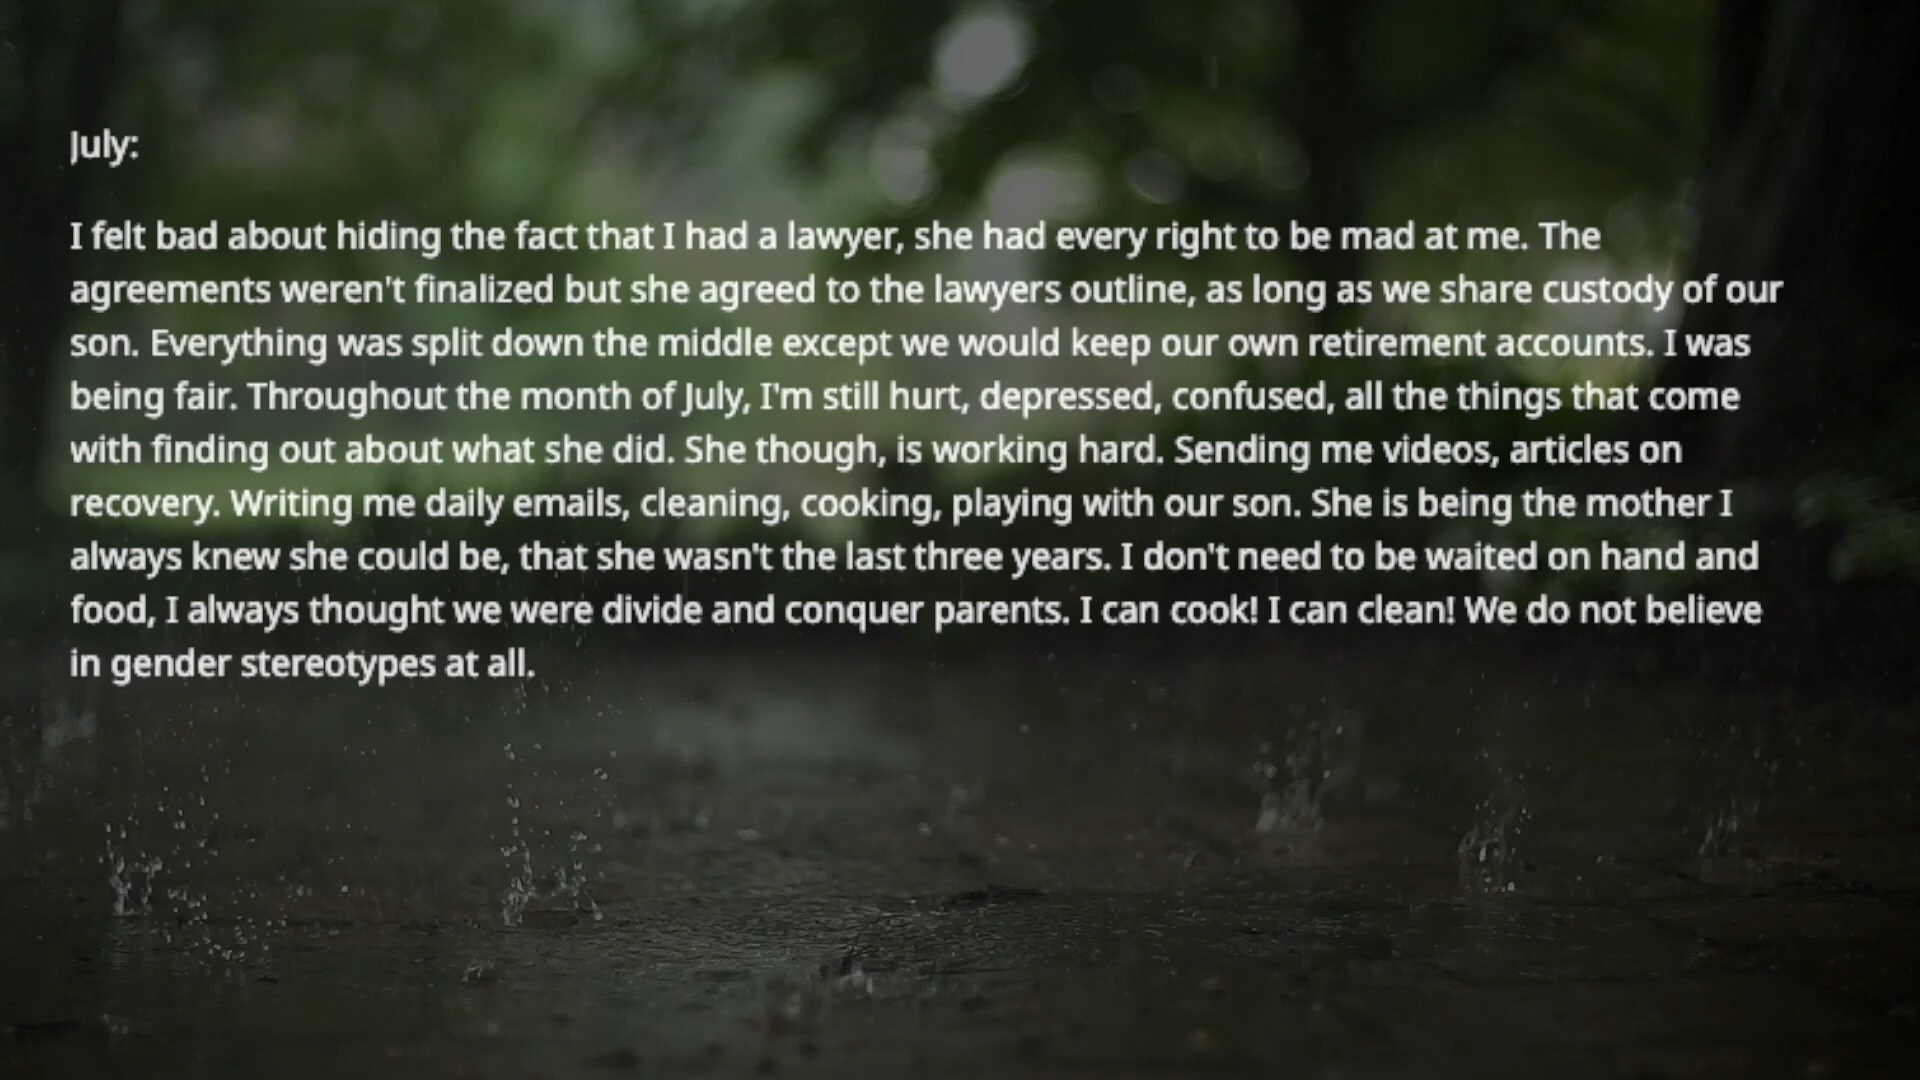 July:
I felt bad about hiding the fact that I had a lawyer, she had every right to be mad at me. The
agreements weren't finalized but she agreed to the lawyers outline, as long as we share custody of our
son. Everything was split down the middle except we would keep our own retirement accounts. I was
being fair. Throughout the month of July, I'm still hurt, depressed, confused, all the things that come
with finding out about what she did. She though, is working hard. Sending me videos, articles on
recovery. Writing me daily emails, cleaning, cooking, playing with our son. She is being the mother I
always knew she could be, that she wasn't the last three years. I don't need to be waited on hand and
food, I always thought we were divide and conquer parents. I can cook! I can clean! We do not believe
in gender stereotypes at all.